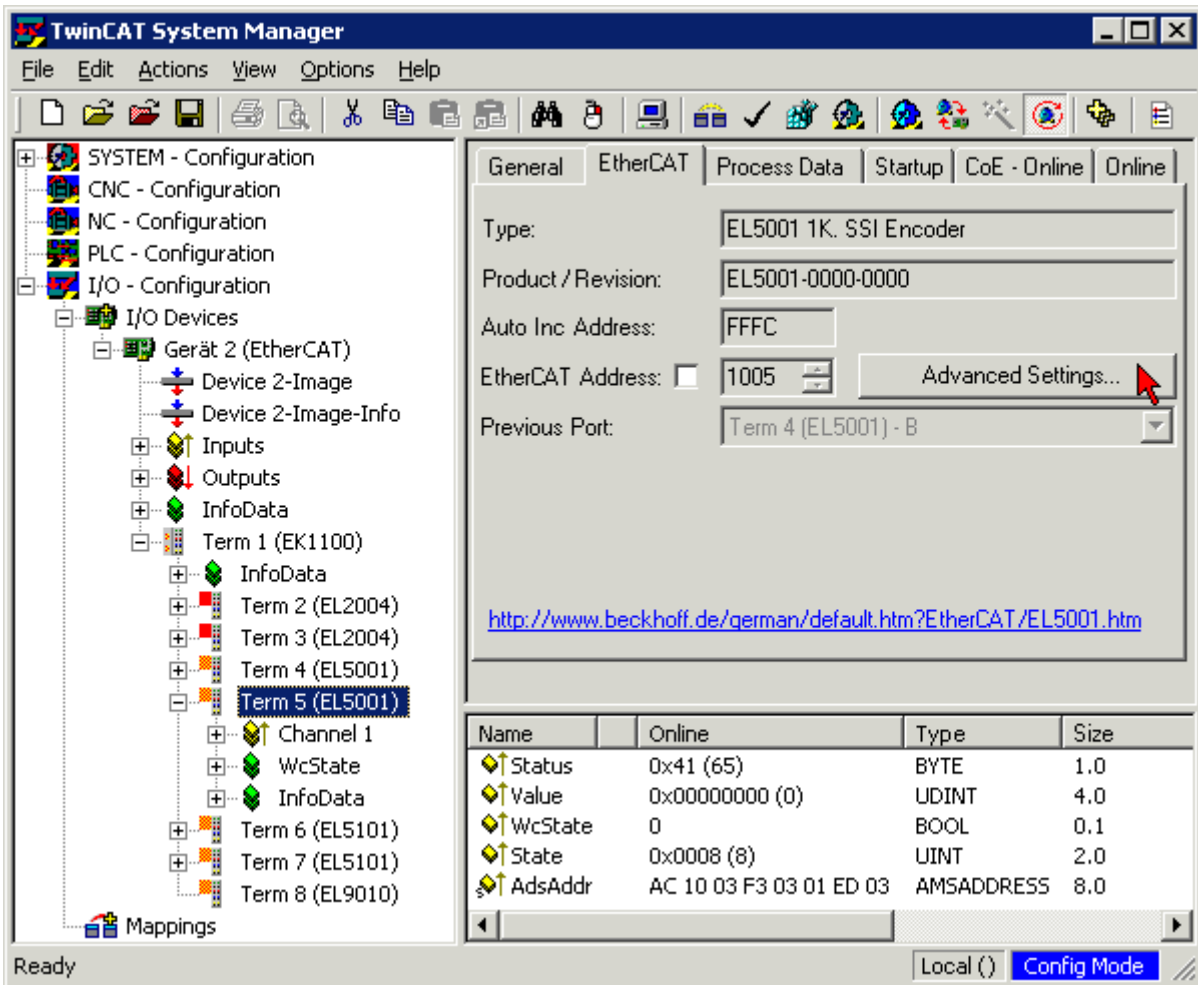 TwinCAT System Manager
File Edit Actions View Options Help
SYSTEM - Configuration
CNC - Configuration
NC - Configuration
PLC - Configuration
I/O - Configuration
I/O Devices
Gerät 2 (EtherCAT)
Device 2-Image
Device 2-Image-Info
Inputs
Outputs
InfoData
Term 1 (EK1100)
InfoData
Term 2 (EL2004)
Term 3 (EL2004)
Term 4 (EL5001)
Term 5 (EL5001)
Channel 1
WcState
InfoData
Term 6 (EL5101)
Term 7 (EL5101)
Term 8 (EL9010)
Mappings
General EtherCAT Process Data Startup CoE - Online Online
Type: EL5001 1K. SSI Encoder
Product / Revision: EL5001-0000-0000
Auto Inc Address: FFFC
EtherCAT Address: 1005 Advanced Settings...
Previous Port: Term 4 (EL5001) - B
http://www.beckhoff.de/german/default.htm?EtherCAT/EL5001.htm
Name Online Type Size
Status 0x41 (65) BYTE 1.0
Value 0x00000000 (0) UDINT 4.0
WcState 0 BOOL 0.1
State 0x0008 (8) UINT 2.0
AdsAddr AC 10 03 F3 03 01 ED 03 AMSADDRESS 8.0
Ready Local () Config Mode